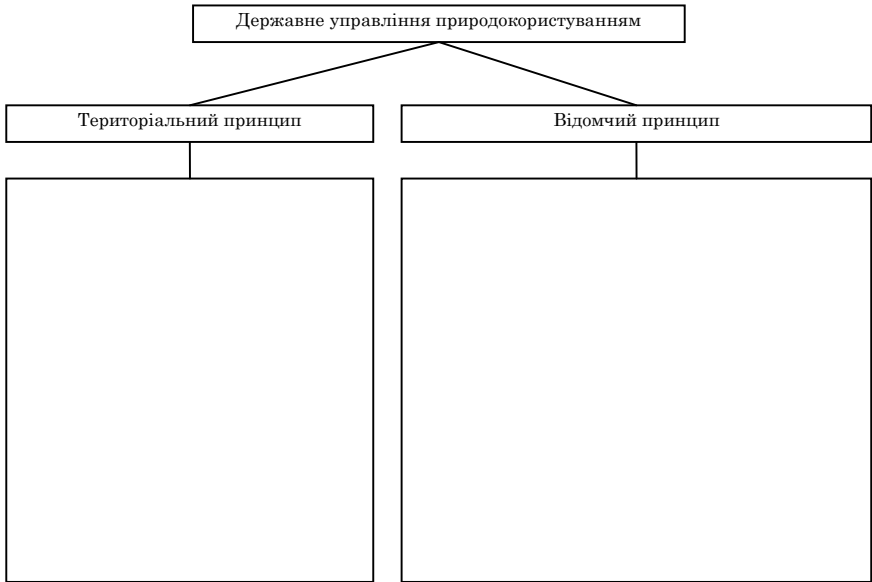 Державне управління природокористуванням
Територіальний принцип
Відомчий принцип